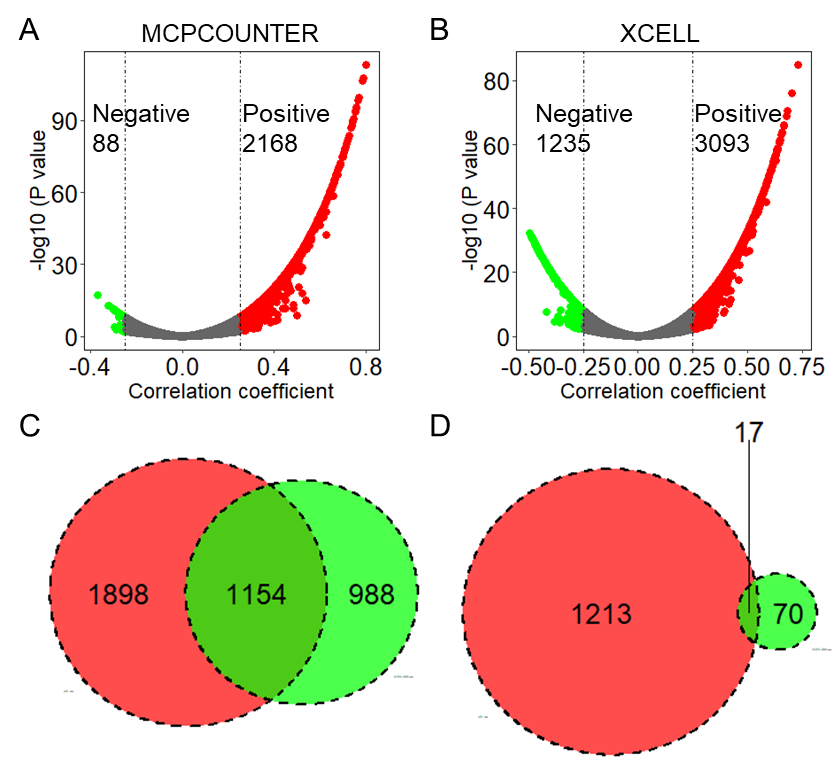 A
MCPCOUNTER
Negative
88
Positive
2168
-log10 (P value
90
60
30
0
-0.4 0.0 0.4 0.8
Correlation coefficient
B
XCELL
Negative
1235
Positive
3093
-log10 (P value
80
60
40
20
0
-0.50 -0.25 0.00 0.25 0.50 0.75
Correlation coefficient
C
1898
1154
988
D
17
1213
70